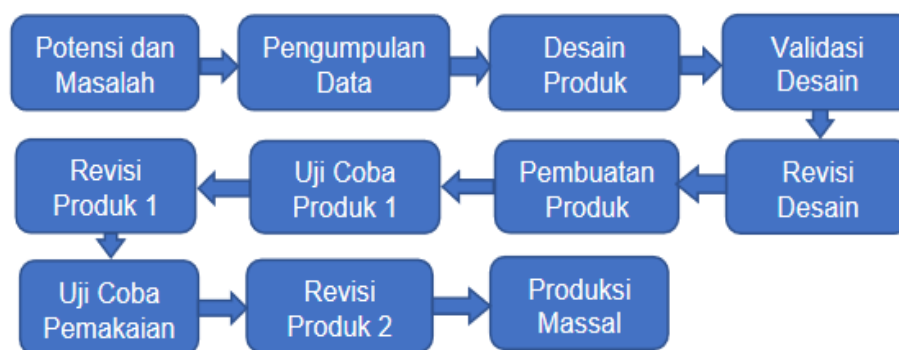 Potensi dan
Masalah
Pengumpulan
Data
Desain
Produk
Validasi
Desain
Revisi
Desain
Pembuatan
Produk
Uji Coba
Produk 1
Revisi
Produk 1
Uji Coba
Pemakaian
Revisi
Produk 2
Produksi
Massal